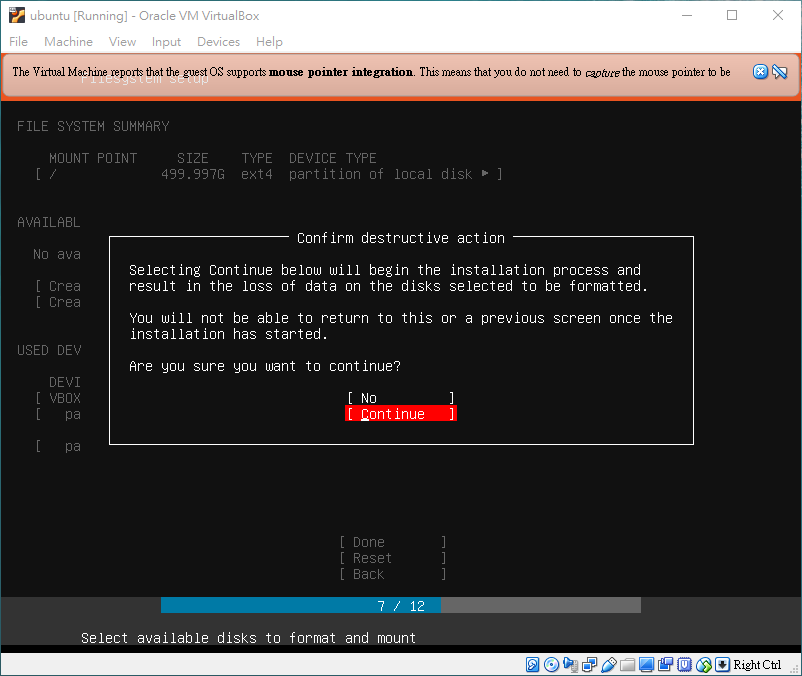 ubuntu [Running] - Oracle VM VirtualBox
File Machine View Input Devices Help
The Virtual Machine reports that the guest OS supports mouse pointer integration. This means that you do not need to capture the mouse pointer to be
Filesystem setup
FILE SYSTEM SUMMARY
MOUNT POINT SIZE TYPE DEVICE TYPE
[ / 499.997G ext4 partition of local disk ▸ ]
AVAILABL
No ava
[ Crea
[ Crea
USED DEV
DEVI
[ VBOX
[ pa
[ pa
Confirm destructive action
Selecting Continue below will begin the installation process and
result in the loss of data on the disks selected to be formatted.
You will not be able to return to this or a previous screen once the
installation has started.
Are you sure you want to continue?
[ No ]
[ Continue ]
[ Done ]
[ Reset ]
[ Back ]
7 / 12
Select available disks to format and mount
Right Ctrl